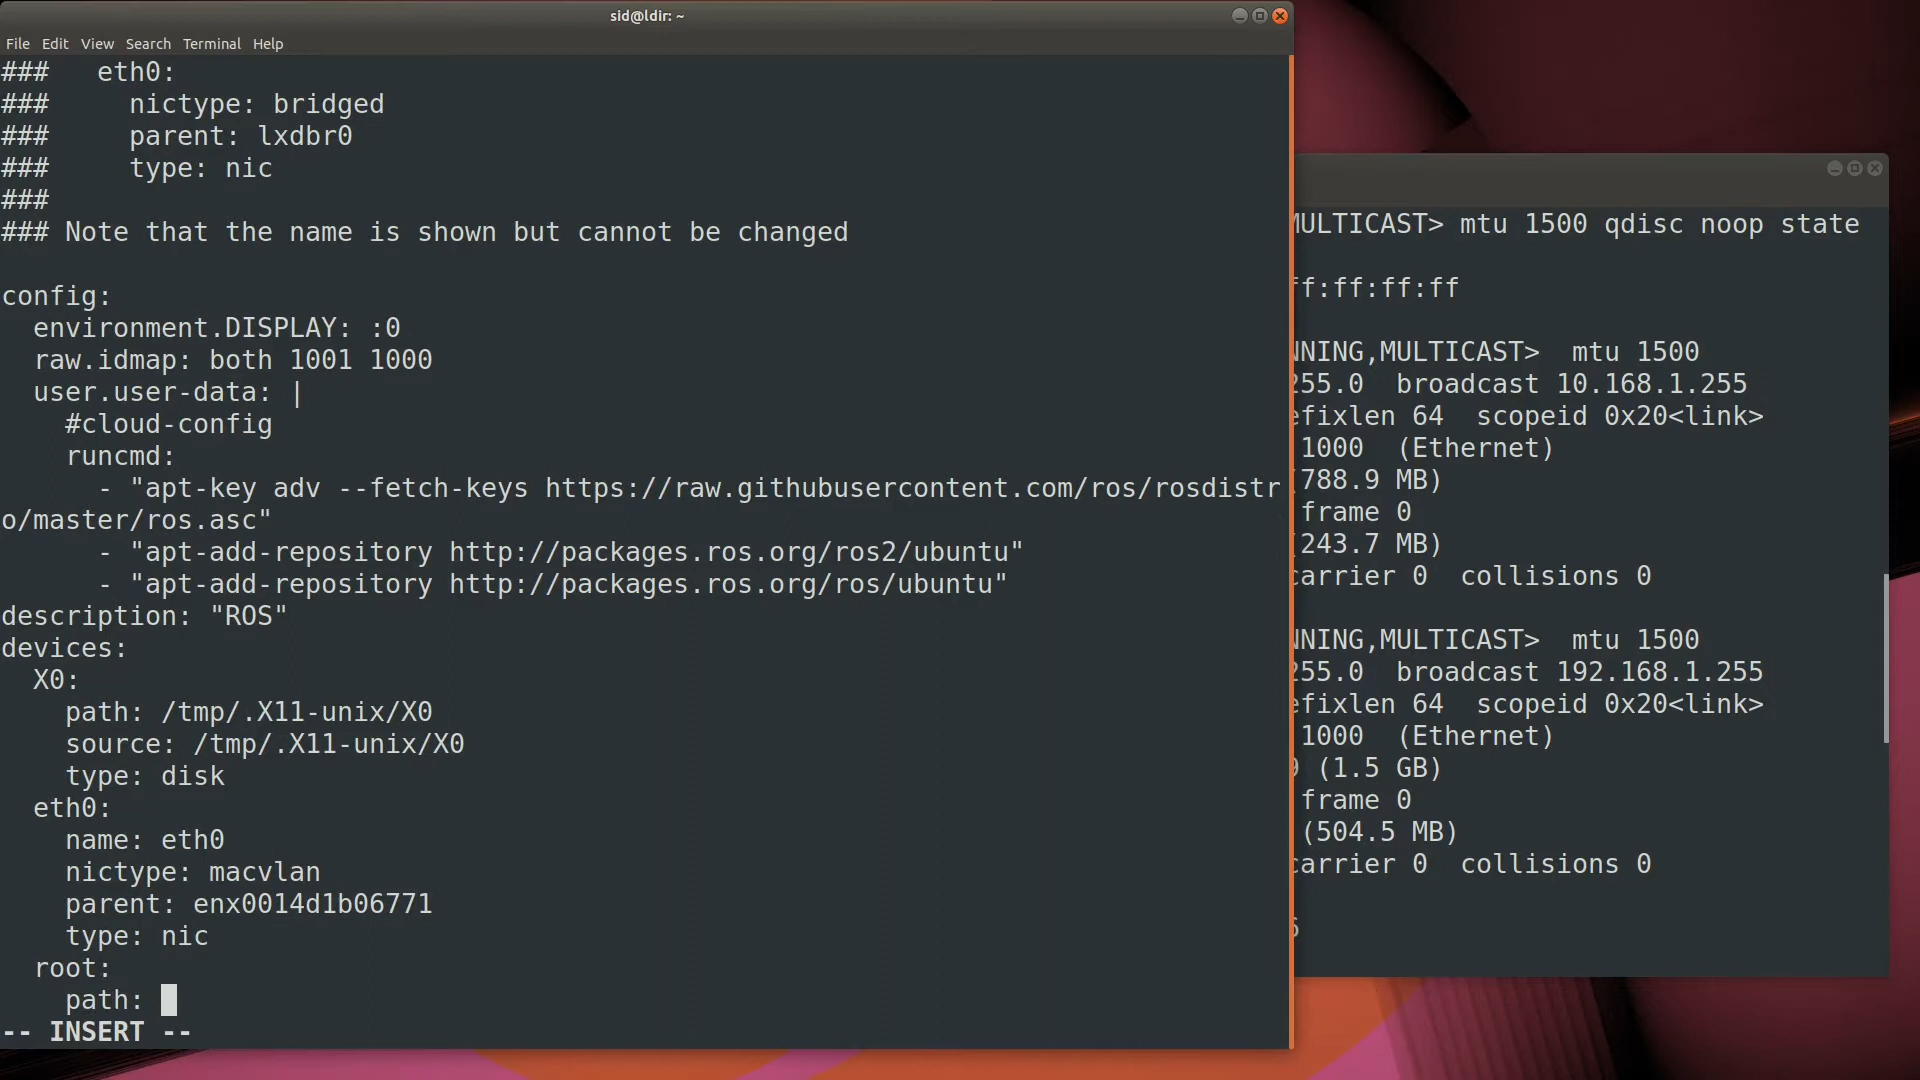 sid@ldir: ~
File Edit View Search Terminal Help
###   eth0:
###     nictype: bridged
###     parent: lxdbr0
###     type: nic
###
### Note that the name is shown but cannot be changed
config:
  environment.DISPLAY: :0
  raw.idmap: both 1001 1000
  user.user-data: |
    #cloud-config
    runcmd:
      - "apt-key adv --fetch-keys https://raw.githubusercontent.com/ros/rosdistr
o/master/ros.asc"
      - "apt-add-repository http://packages.ros.org/ros2/ubuntu"
      - "apt-add-repository http://packages.ros.org/ros/ubuntu"
description: "ROS"
devices:
  X0:
    path: /tmp/.X11-unix/X0
    source: /tmp/.X11-unix/X0
    type: disk
  eth0:
    name: eth0
    nictype: macvlan
    parent: enx0014d1b06771
    type: nic
  root:
    path:
-- INSERT --
MULTICAST> mtu 1500 qdisc noop state
ff:ff:ff:ff
NNING,MULTICAST>  mtu 1500
255.0  broadcast 10.168.1.255
efixlen 64  scopeid 0x20<link>
1000  (Ethernet)
(788.9 MB)
frame 0
(243.7 MB)
carrier 0  collisions 0
NNING,MULTICAST>  mtu 1500
255.0  broadcast 192.168.1.255
efixlen 64  scopeid 0x20<link>
1000  (Ethernet)
(1.5 GB)
frame 0
(504.5 MB)
carrier 0  collisions 0